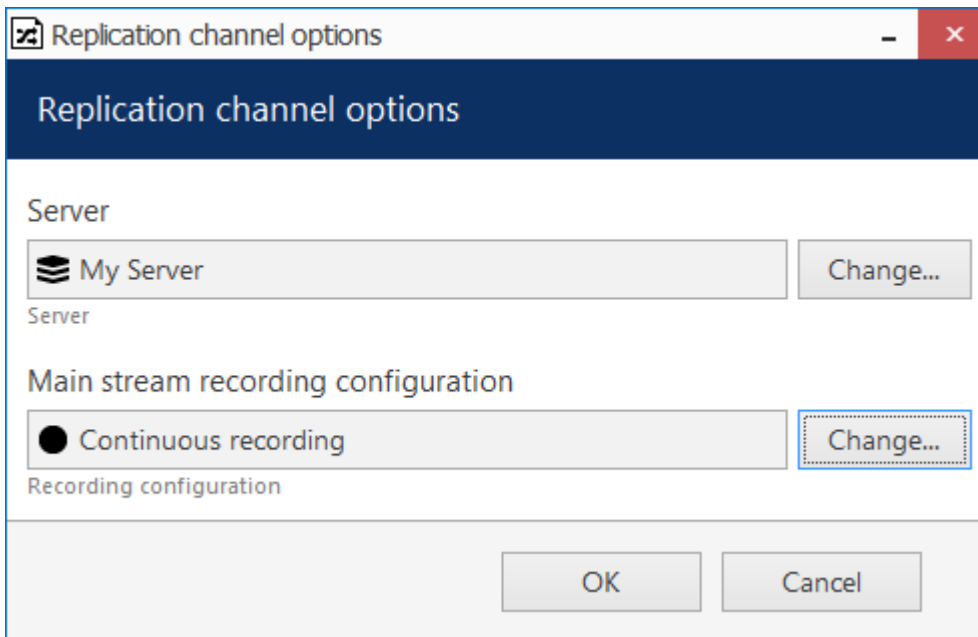 Replication channel options
Replication channel options
Server
My Server Change...
Server
Main stream recording configuration
Continuous recording Change...
Recording configuration
OK Cancel